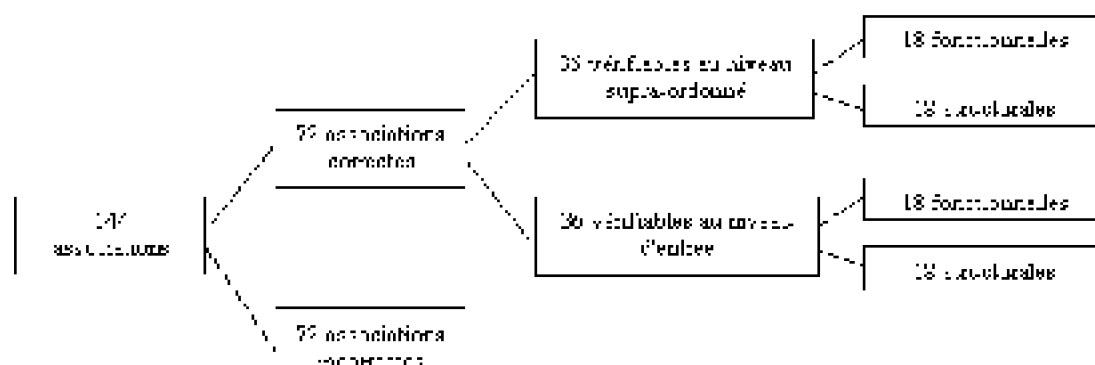 144
associations
72 associations
correctes
72 associations
incorrectes
36 vérifiables au niveau
supra-ordonné
36 vérifiables au niveau
d'entrée
18 fonctionnelles
18 structurales
18 fonctionnelles
18 structurales